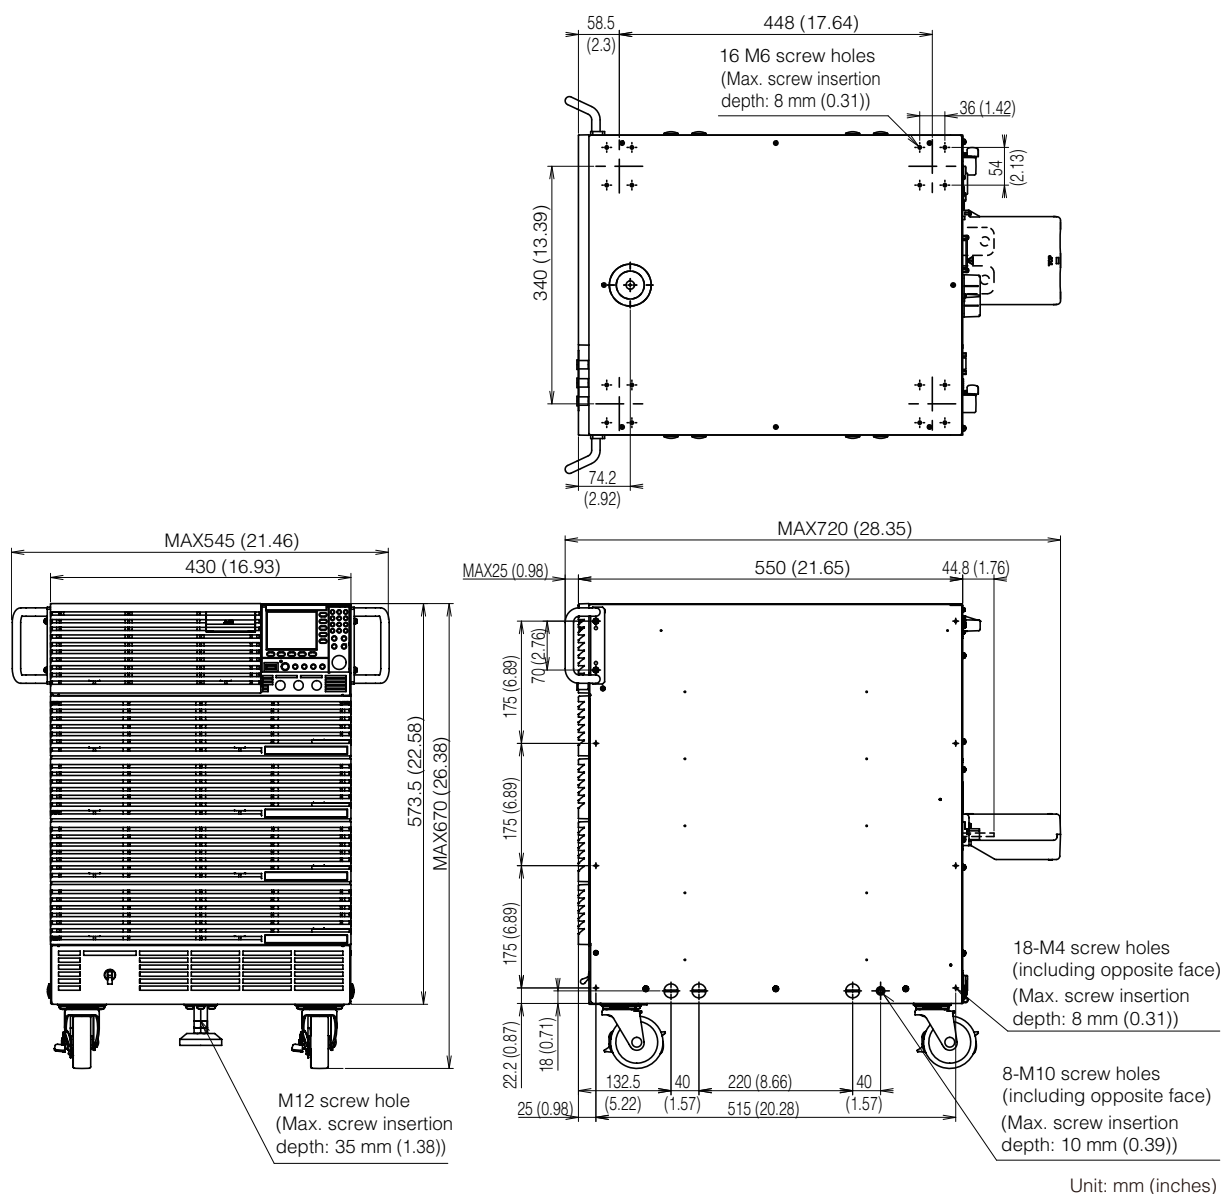 58.5
(2.3)
448 (17.64)
16 M6 screw holes
(Max. screw insertion
depth: 8 mm (0.31))
36 (1.42)
54
(2.13)
340 (13.39)
74.2
(2.92)
MAX545 (21.46)
430 (16.93)
573.5 (22.58)
MAX670 (26.38)
M12 screw hole
(Max. screw insertion
depth: 35 mm (1.38))
MAX720 (28.35)
MAX25 (0.98)
550 (21.65)
44.8 (1.76)
70 (2.76)
175 (6.89)
175 (6.89)
175 (6.89)
22.2 (0.87)
18 (0.71)
132.5
(5.22)
40
(1.57)
220 (8.66)
40
(1.57)
25 (0.98)
515 (20.28)
18-M4 screw holes
(including opposite face)
(Max. screw insertion
depth: 8 mm (0.31))
8-M10 screw holes
(including opposite face)
(Max. screw insertion
depth: 10 mm (0.39))
Unit: mm (inches)